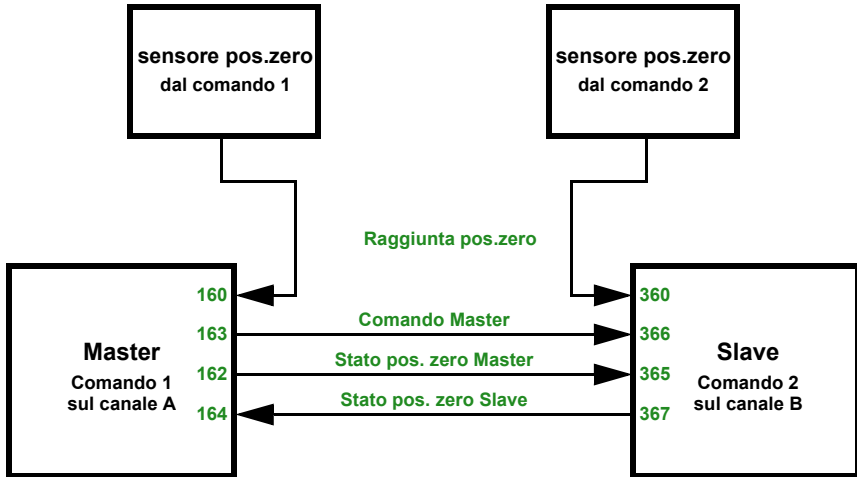 sensore pos.zero
dal comando 1
sensore pos.zero
dal comando 2
Raggiunta pos.zero
160
360
163
Comando Master
366
Master
Comando 1
sul canale A
162
Stato pos. zero Master
365
Slave
Comando 2
sul canale B
164
Stato pos. zero Slave
367